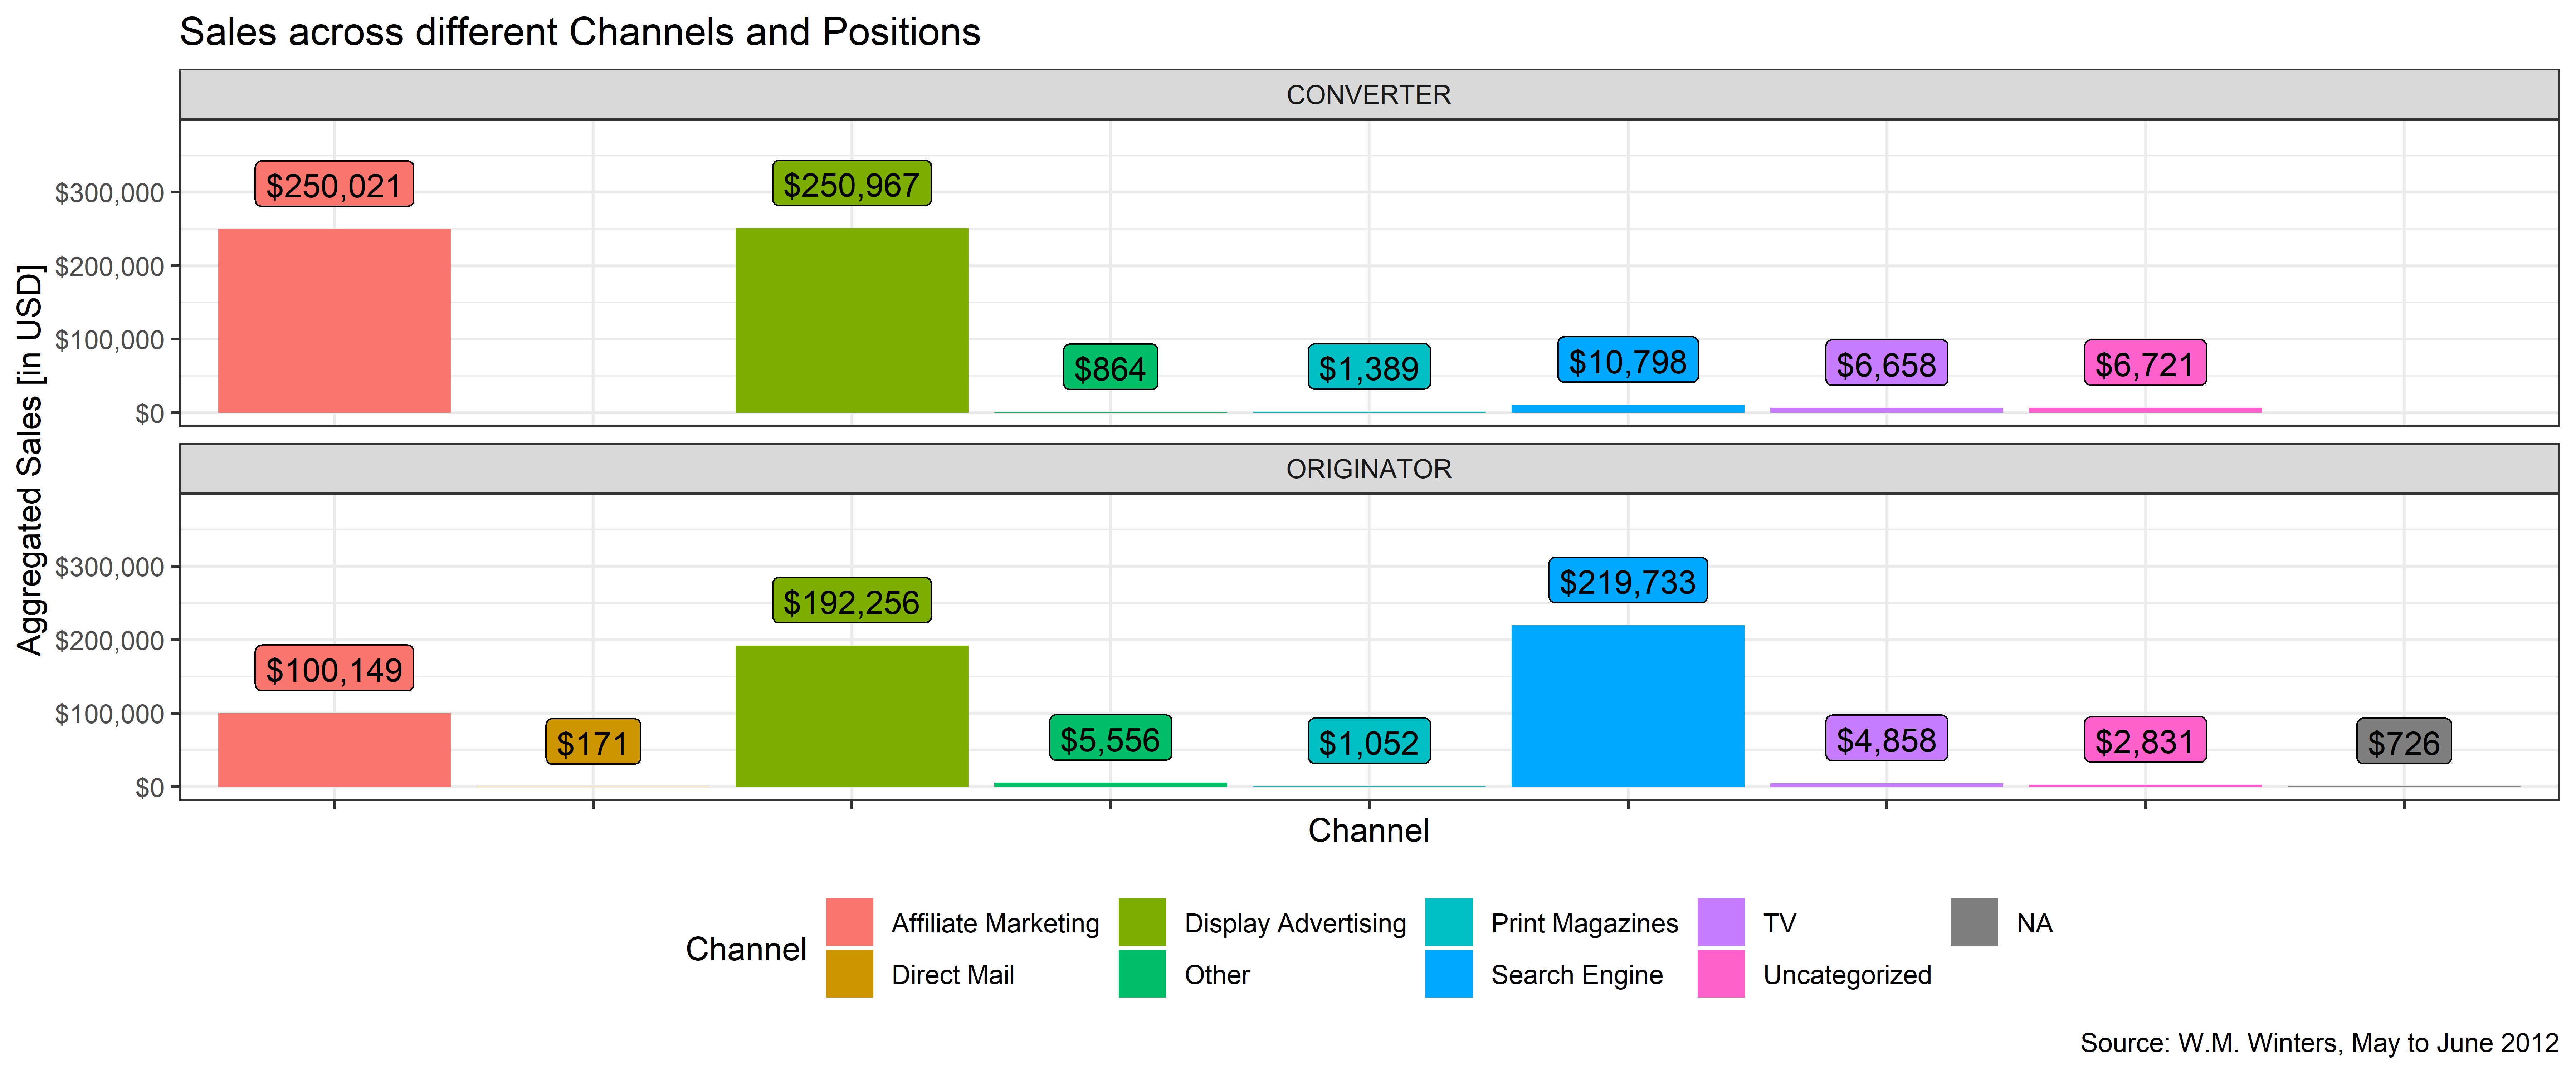 Sales across different Channels and Positions
CONVERTER
Aggregated Sales [in USD]
$300,000
$200,000
$100,000
$0
$250,021
$250,967
$864
$1,389
$10,798
$6,658
$6,721
ORIGINATOR
$300,000
$200,000
$100,000
$0
$100,149
$171
$192,256
$5,556
$1,052
$219,733
$4,858
$2,831
$726
Channel
Channel
Affiliate Marketing
Direct Mail
Display Advertising
Other
Print Magazines
Search Engine
TV
Uncategorized
NA
Source: W.M. Winters, May to June 2012